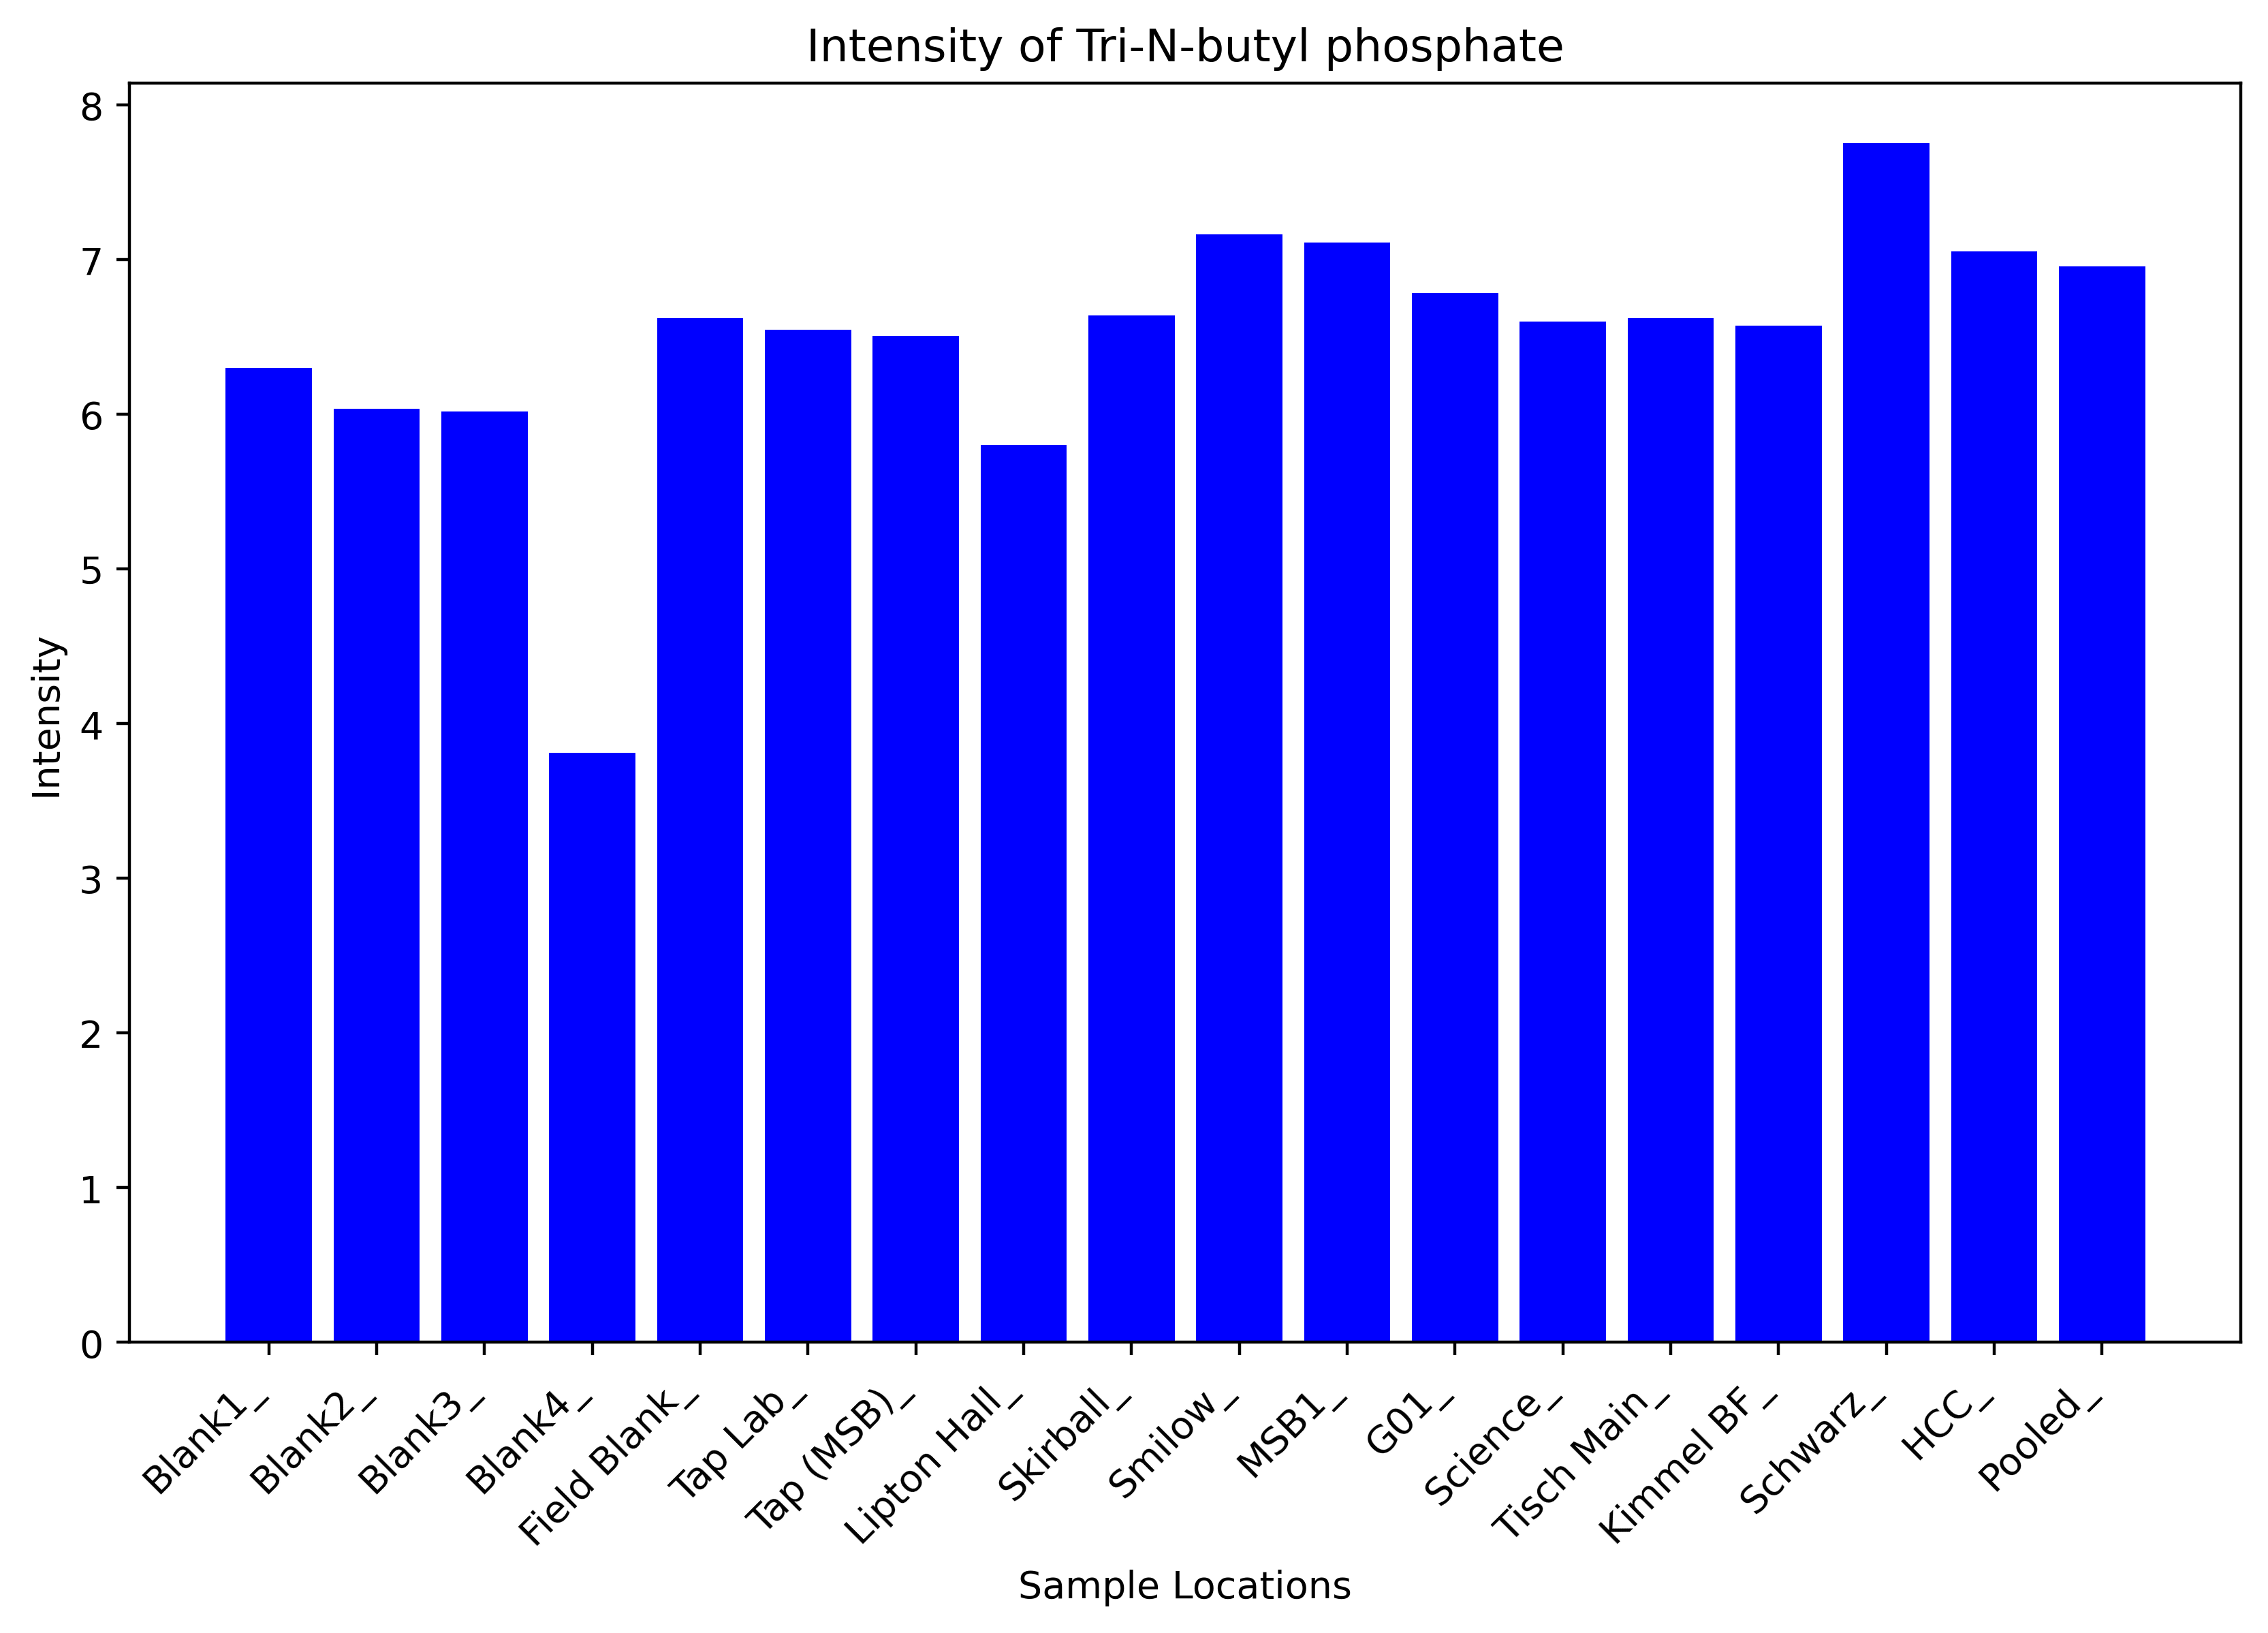 Intensity of Tri-N-butyl phosphate
8
7
6
5
4
3
2
1
0
Intensity
Blank1_
Blank2_
Blank3_
Blank4_
Field Blank_
Tap Lab_
Tap (MSB)_
Lipton Hall_
Skirball_
Smilow_
MSB1_
G01_
Science_
Tisch Main_
Kimmel BF_
Schwarz_
HCC_
Pooled_
Sample Locations